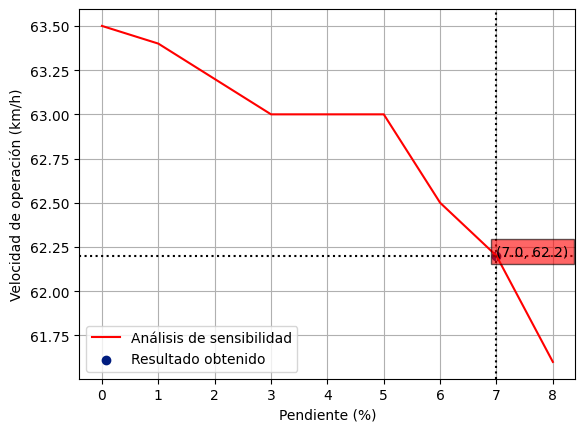 63.50
63.25
63.00
62.75
62.50
62.25
62.00
61.75
Velocidad de operación (km/h)
(7.0, 62.2)
Análisis de sensibilidad
Resultado obtenido
0 1 2 3 4 5 6 7 8
Pendiente (%)